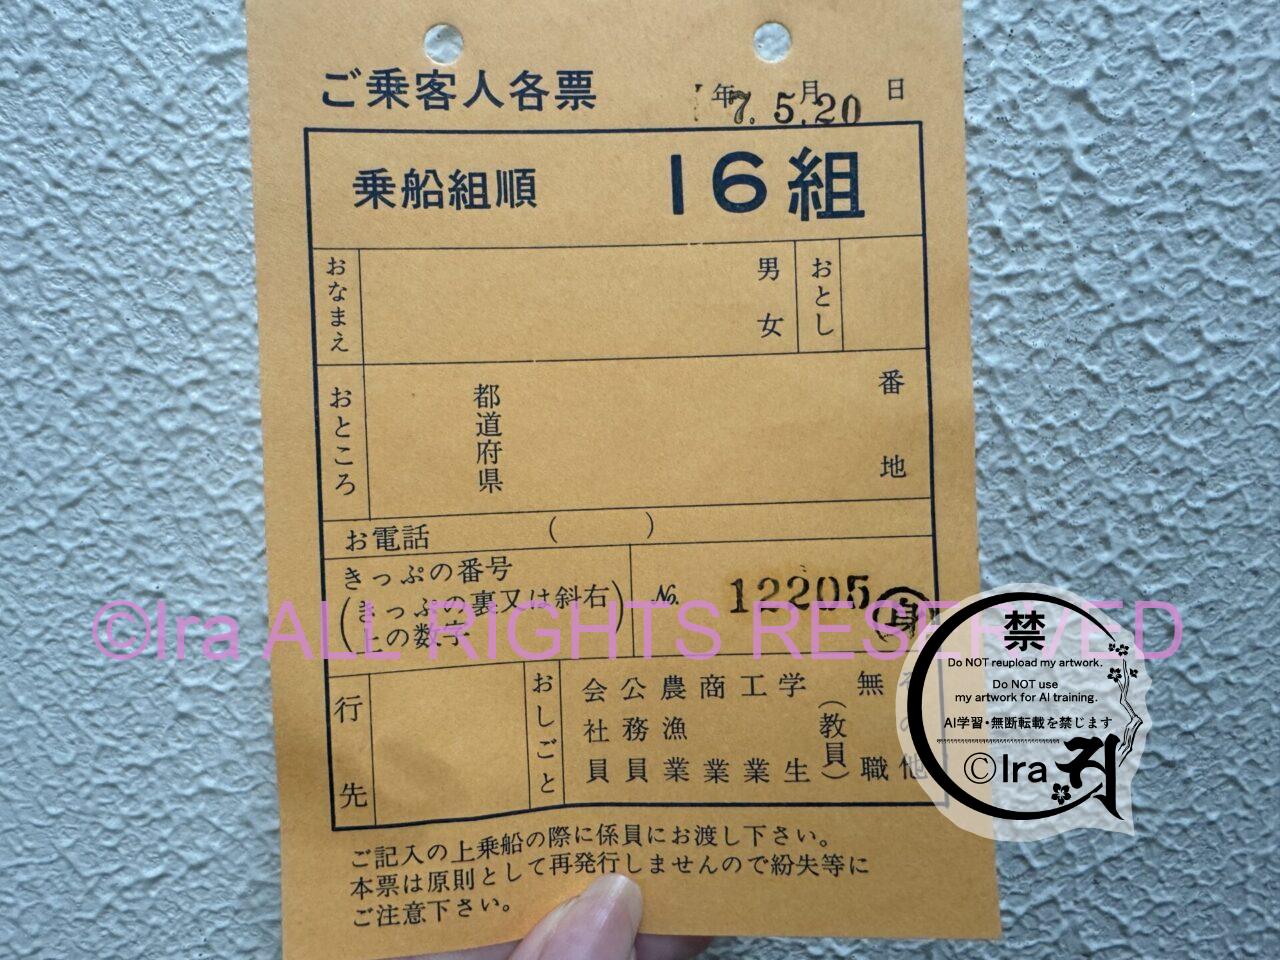 ご乗客人各票
年 月 日
7. 5.20
乗船組順 16組
おなまえ
男
女
おとし
おところ
都道府県
番地
お電話 ( )
きっぷの番号
(きっぷの裏又は斜右
上の数字)
No. 12205
身
行先
おしごと
会社員
公務員
農漁業
商業
工業
学生
(教員)
無職
その他
ご記入の上乗船の際に係員にお渡し下さい。
本票は原則として再発行しませんので紛失等に
ご注意下さい。
©Ira ALL RIGHTS RESERVED
禁
Do NOT reupload my artwork.
Do NOT use
my artwork for AI training.
AI学習・無断転載を禁じます
©Ira